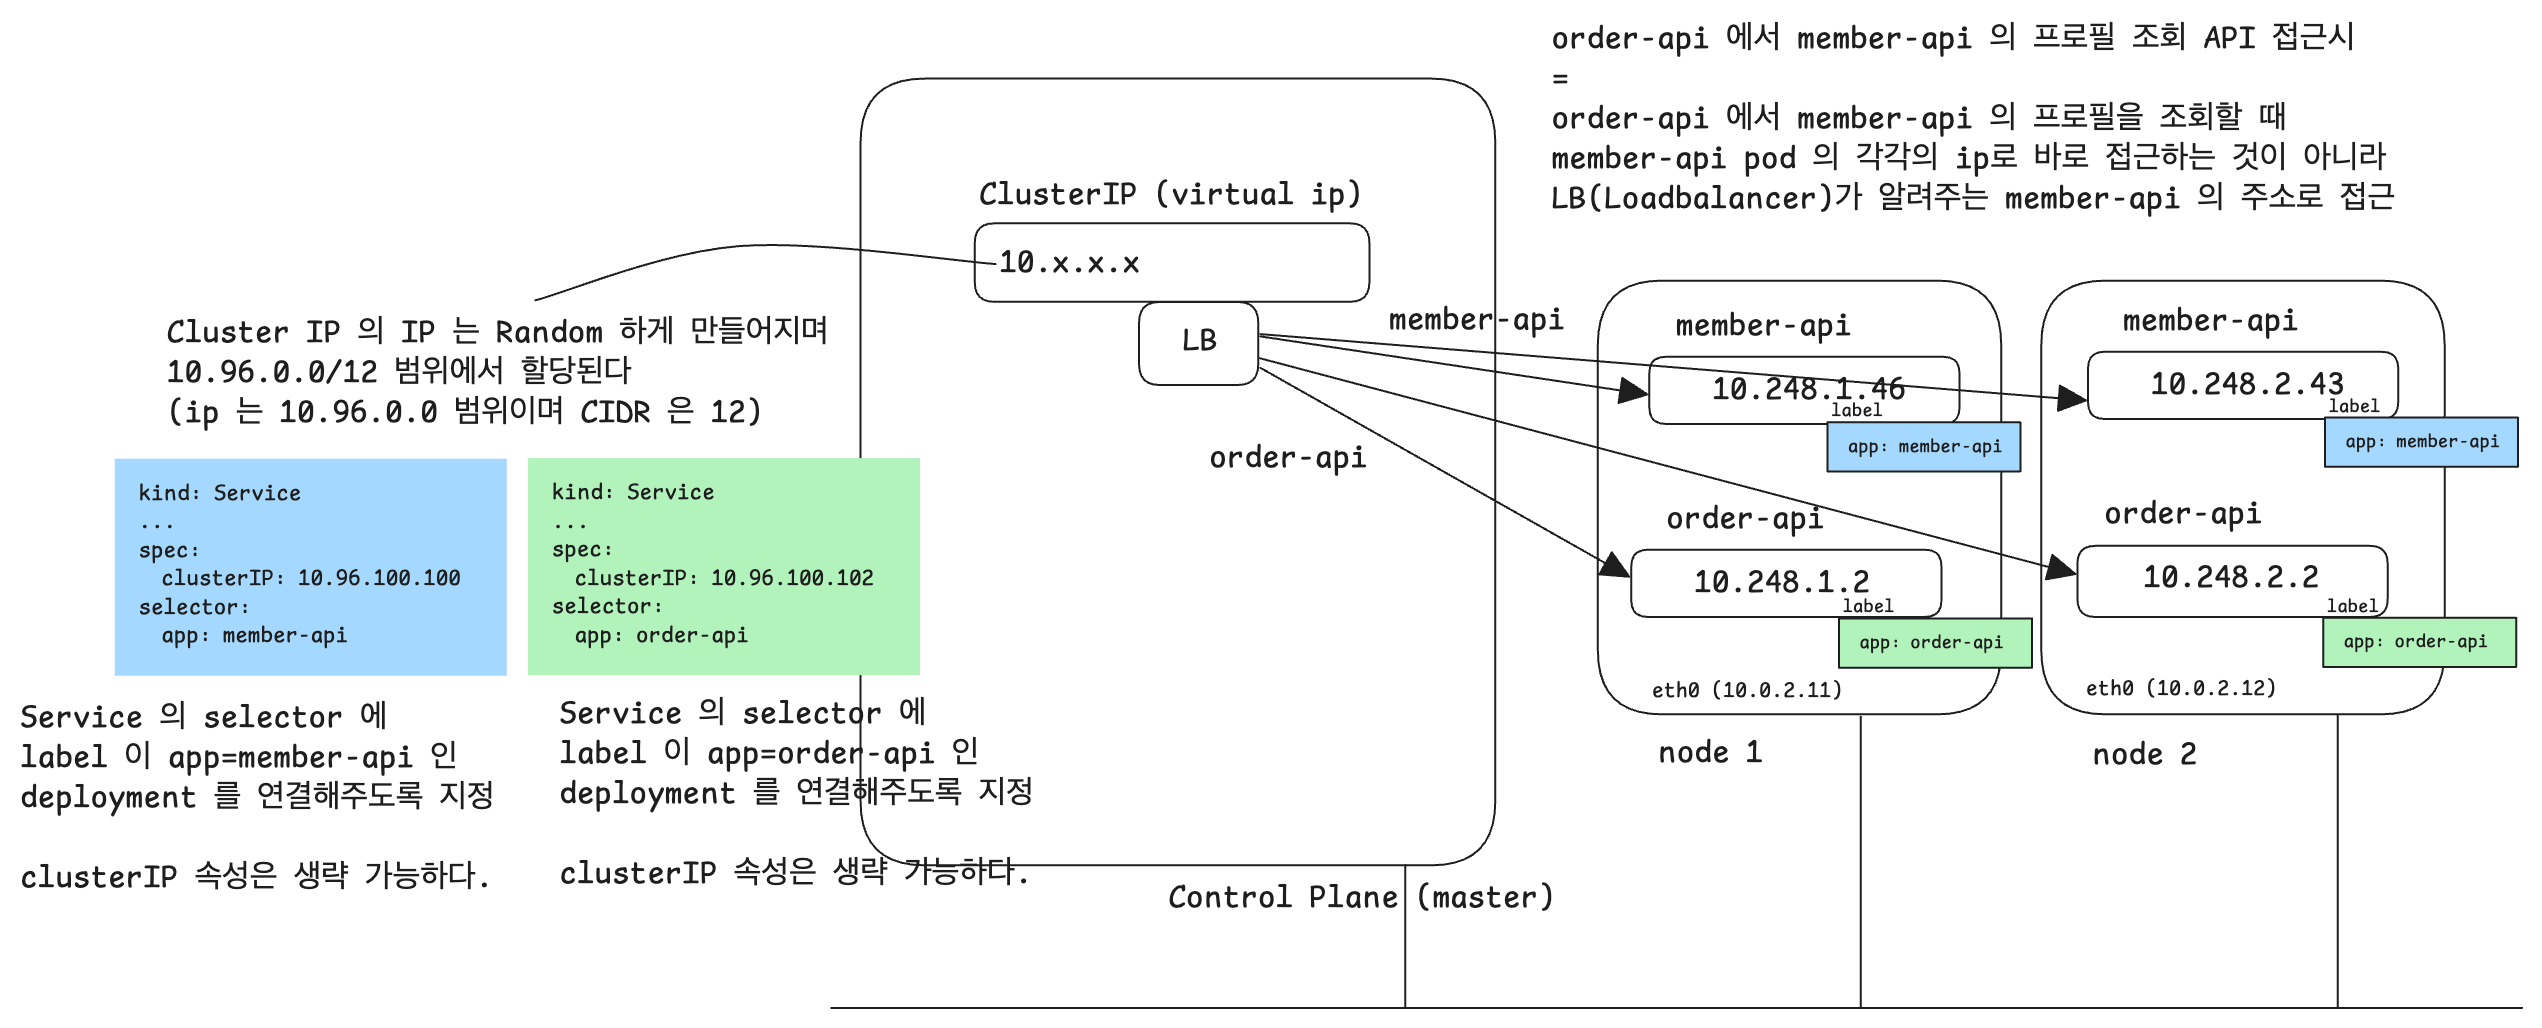 order-api 에서 member-api 의 프로필 조회 API 접근시
=
order-api 에서 member-api 의 프로필을 조회할 때
member-api pod 의 각각의 ip로 바로 접근하는 것이 아니라
LB(Loadbalancer)가 알려주는 member-api 의 주소로 접근
ClusterIP (virtual ip)
10.x.x.x
LB
Cluster IP 의 IP 는 Random 하게 만들어지며
10.96.0.0/12 범위에서 할당된다
(ip 는 10.96.0.0 범위이며 CIDR 은 12)
kind: Service
...
spec:
clusterIP: 10.96.100.100
selector:
app: member-api
kind: Service
...
spec:
clusterIP: 10.96.100.102
selector:
app: order-api
Service 의 selector 에
label 이 app=member-api 인
deployment 를 연결해주도록 지정
clusterIP 속성은 생략 가능하다.
Service 의 selector 에
label 이 app=order-api 인
deployment 를 연결해주도록 지정
clusterIP 속성은 생략 가능하다.
member-api
order-api
Control Plane (master)
member-api
10.248.1.46
label
app: member-api
order-api
10.248.1.2
label
app: order-api
eth0 (10.0.2.11)
node 1
member-api
10.248.2.43
label
app: member-api
order-api
10.248.2.2
label
app: order-api
eth0 (10.0.2.12)
node 2